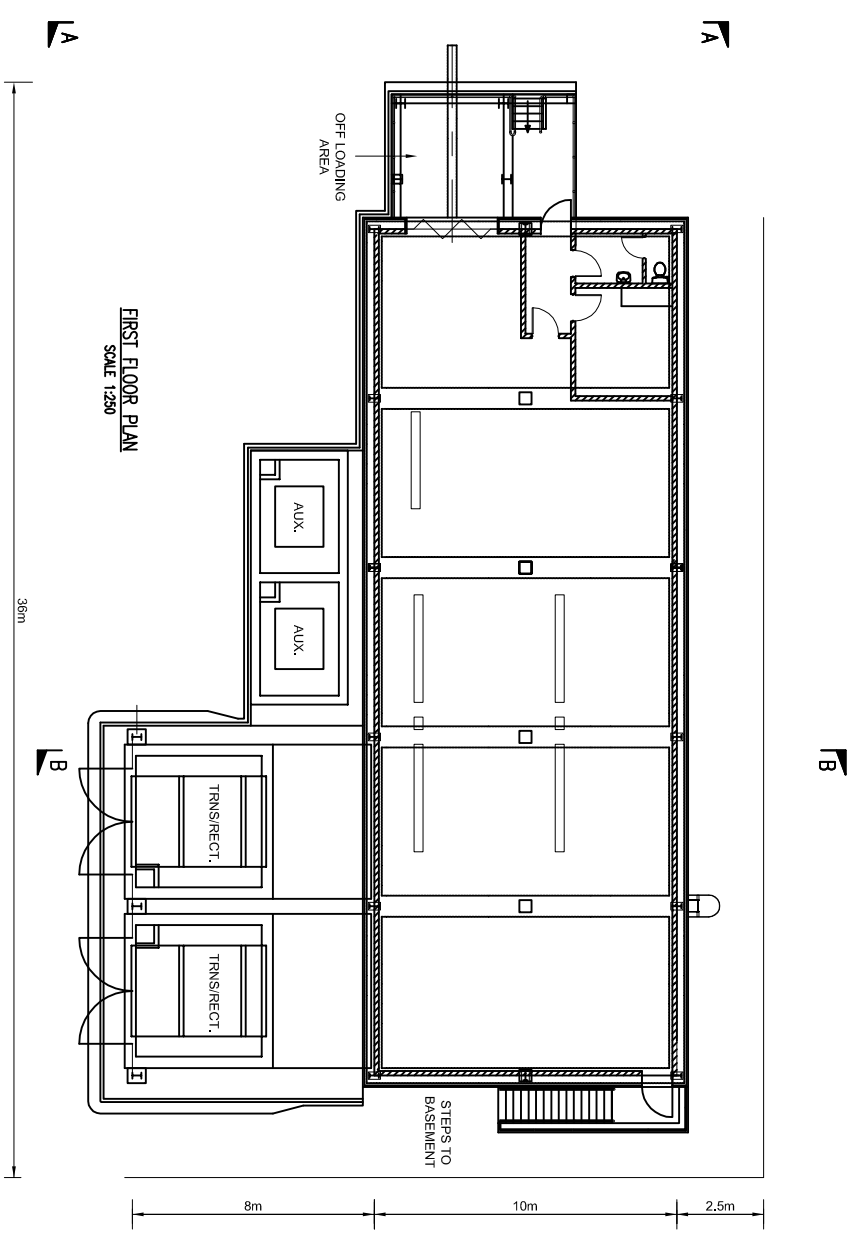 A
A
OFF LOADING
AREA
FIRST FLOOR PLAN
SCALE 1:250
AUX.
AUX.
36m
B
B
TRNS/RECT.
TRNS/RECT.
STEPS TO
BASEMENT
8m
10m
2.5m